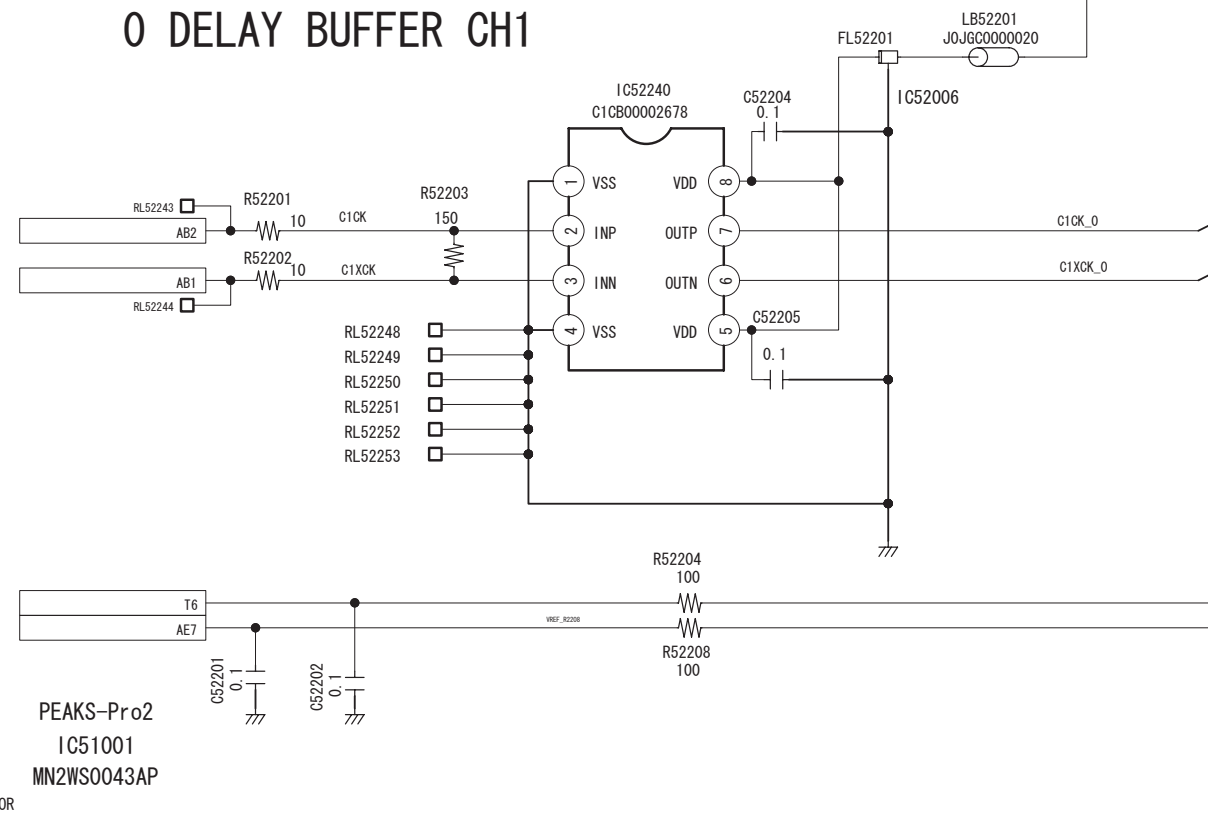 0 DELAY BUFFER CH1
LB52201
J0JGC0000020
FL52201
IC52006
IC52240
C1CB00002678
C52204
0.1
1 VSS
VDD 8
RL52243
R52201
10
C1CK
R52203
150
AB2
2 INP
OUTP 7
C1CK_0
R52202
10
C1XCK
AB1
3 INN
OUTN 6
C1XCK_0
RL52244
C52205
0.1
4 VSS
VDD 5
RL52248
RL52249
RL52250
RL52251
RL52252
RL52253
R52204
100
T6
AE7
VREF_R2208
R52208
100
C52201
0.1
C52202
0.1
PEAKS-Pro2
IC51001
MN2WS0043AP
OR